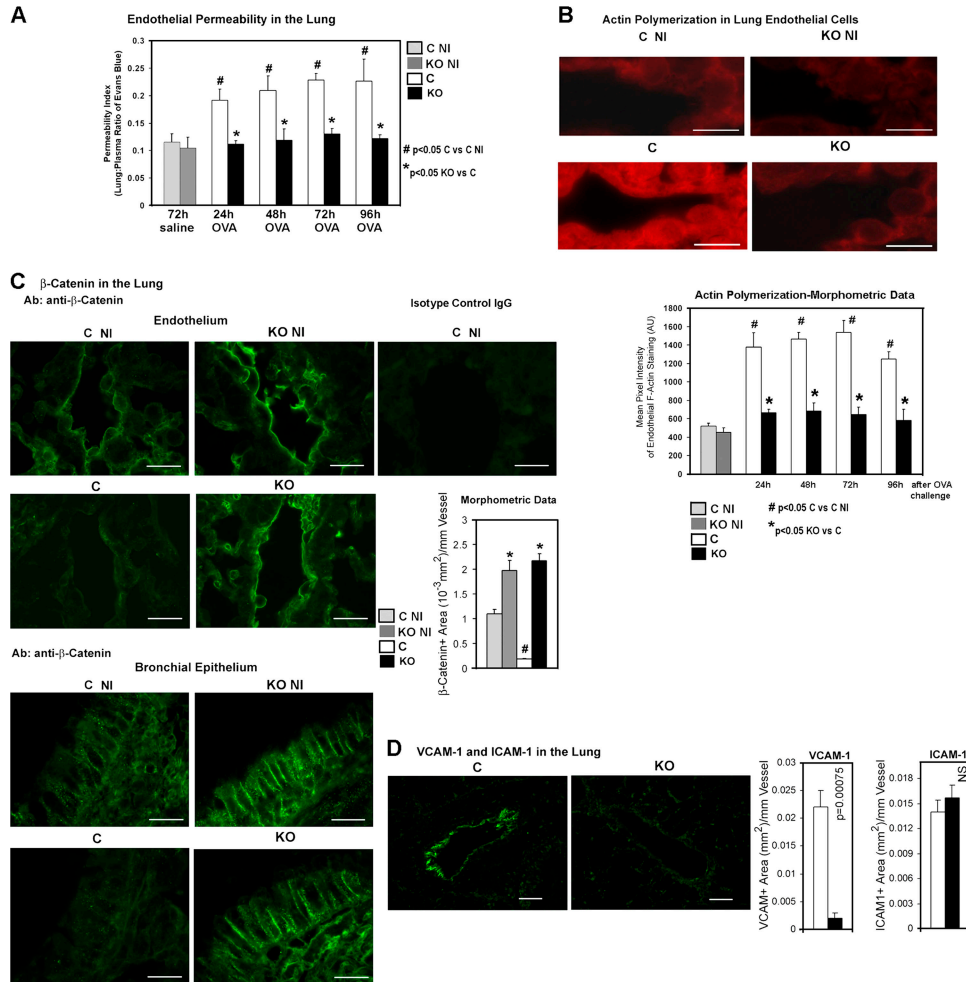 A
Endothelial Permeability in the Lung
Permeability Index
(Lung:Plasma Ratio of Evans Blue)
0.3
0.25
0.2
0.15
0.1
0.05
0
# # # #
* * * *
72h saline
24h OVA
48h OVA
72h OVA
96h OVA
C NI
KO NI
C
KO
# p<0.05 C vs C NI
* p<0.05 KO vs C
B
Actin Polymerization in Lung Endothelial Cells
C NI
KO NI
C
KO
Actin Polymerization-Morphometric Data
Mean Pixel Intensity
of Endothelial F-Actin Staining (AU)
1800
1600
1400
1200
1000
800
600
400
200
0
# # # #
* * * *
24h 48h 72h 96h after OVA
challenge
C NI
KO NI
C
KO
# p<0.05 C vs C NI
* p<0.05 KO vs C
C
β-Catenin in the Lung
Ab: anti-β-Catenin
Endothelium
Isotype Control IgG
C NI
KO NI
C NI
C
KO
Morphometric Data
β-Catenin+ Area (10⁻³mm²)/mm Vessel
3
2.5
2
1.5
1
0.5
0
* # *
C NI
KO NI
C
KO
Ab: anti-β-Catenin
Bronchial Epithelium
C NI
KO NI
C
KO
D
VCAM-1 and ICAM-1 in the Lung
C
KO
VCAM-1
VCAM+ Area (mm²)/mm Vessel
0.03
0.025
0.02
0.015
0.01
0.005
0
p=0.00075
ICAM-1
ICAM1+ Area (mm²)/mm Vessel
0.018
0.015
0.012
0.009
0.006
0.003
0
NS